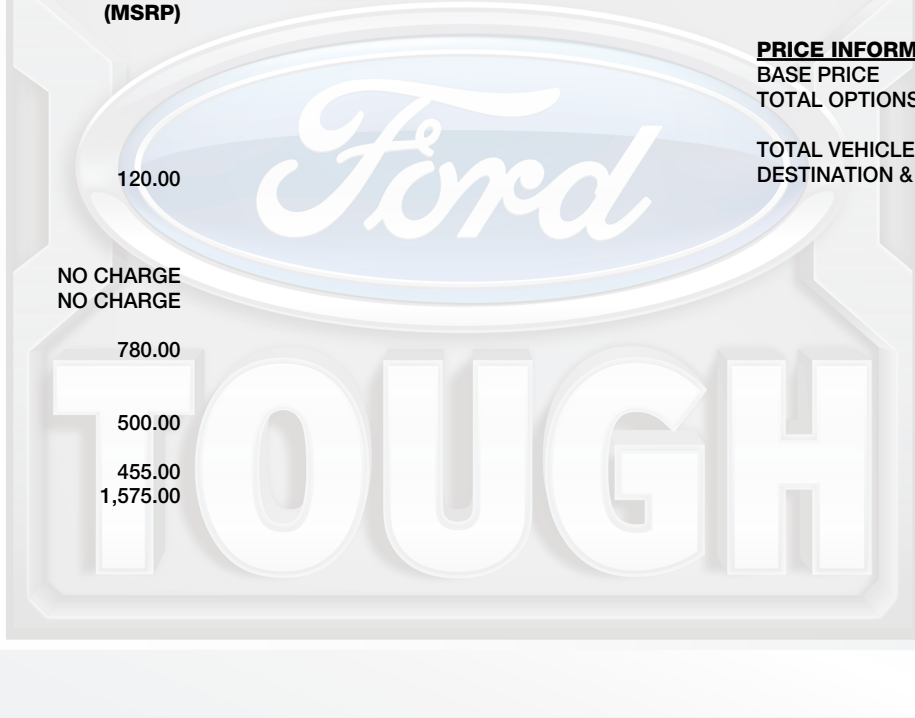 (MSRP)
120.00
NO CHARGE
NO CHARGE
780.00
500.00
455.00
1,575.00
PRICE INFORM
BASE PRICE
TOTAL OPTIONS
TOTAL VEHICLE
DESTINATION &
Ford
TOUGH